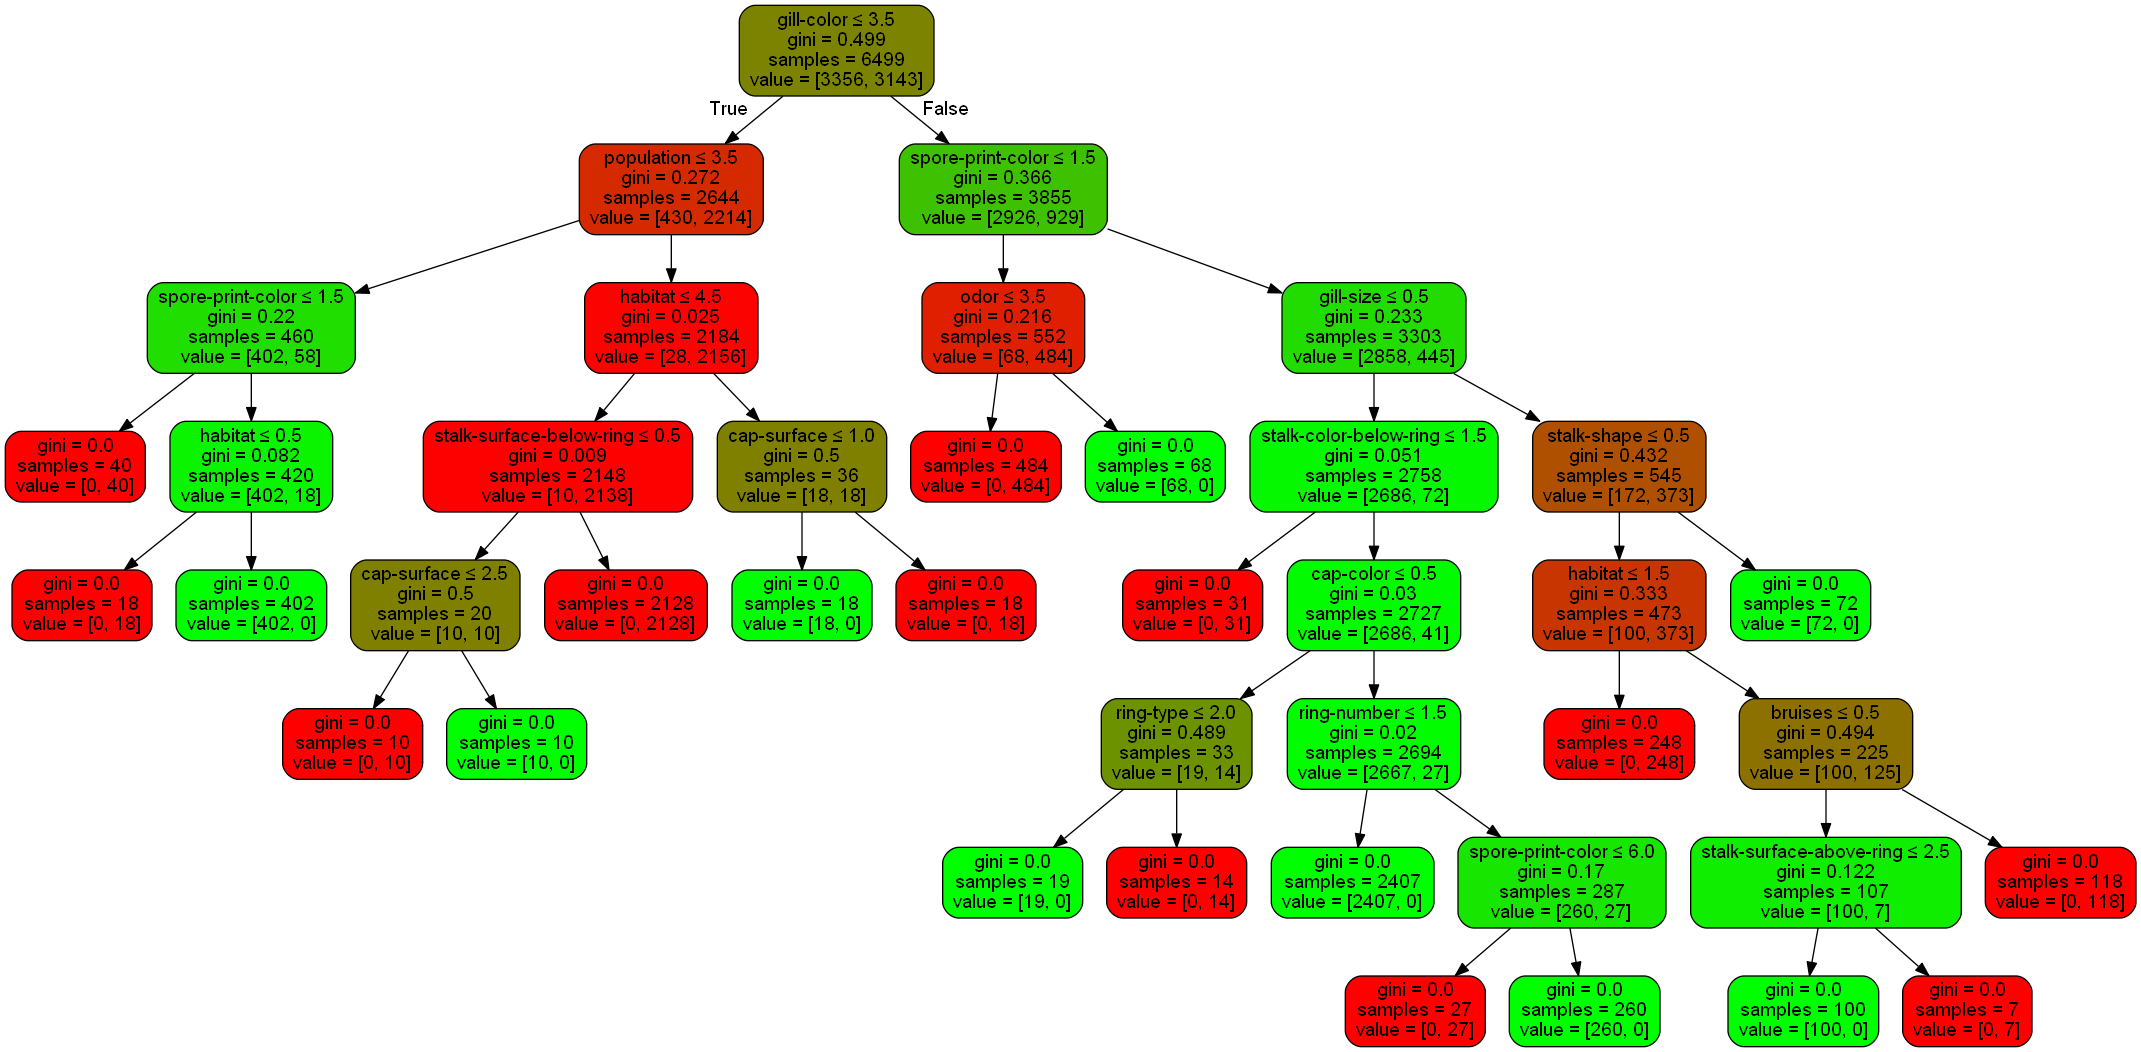 gill-color ≤ 3.5
gini = 0.499
samples = 6499
value = [3356, 3143]
True
False
population ≤ 3.5
gini = 0.272
samples = 2644
value = [430, 2214]
spore-print-color ≤ 1.5
gini = 0.366
samples = 3855
value = [2926, 929]
spore-print-color ≤ 1.5
gini = 0.22
samples = 460
value = [402, 58]
habitat ≤ 4.5
gini = 0.025
samples = 2184
value = [28, 2156]
odor ≤ 3.5
gini = 0.216
samples = 552
value = [68, 484]
gill-size ≤ 0.5
gini = 0.233
samples = 3303
value = [2858, 445]
gini = 0.0
samples = 40
value = [0, 40]
habitat ≤ 0.5
gini = 0.082
samples = 420
value = [402, 18]
stalk-surface-below-ring ≤ 0.5
gini = 0.009
samples = 2148
value = [10, 2138]
cap-surface ≤ 1.0
gini = 0.5
samples = 36
value = [18, 18]
gini = 0.0
samples = 484
value = [0, 484]
gini = 0.0
samples = 68
value = [68, 0]
stalk-color-below-ring ≤ 1.5
gini = 0.051
samples = 2758
value = [2686, 72]
stalk-shape ≤ 0.5
gini = 0.432
samples = 545
value = [172, 373]
gini = 0.0
samples = 18
value = [0, 18]
gini = 0.0
samples = 402
value = [402, 0]
cap-surface ≤ 2.5
gini = 0.5
samples = 20
value = [10, 10]
gini = 0.0
samples = 2128
value = [0, 2128]
gini = 0.0
samples = 18
value = [18, 0]
gini = 0.0
samples = 18
value = [0, 18]
gini = 0.0
samples = 31
value = [0, 31]
cap-color ≤ 0.5
gini = 0.03
samples = 2727
value = [2686, 41]
habitat ≤ 1.5
gini = 0.333
samples = 473
value = [100, 373]
gini = 0.0
samples = 72
value = [72, 0]
gini = 0.0
samples = 10
value = [0, 10]
gini = 0.0
samples = 10
value = [10, 0]
ring-type ≤ 2.0
gini = 0.489
samples = 33
value = [19, 14]
ring-number ≤ 1.5
gini = 0.02
samples = 2694
value = [2667, 27]
gini = 0.0
samples = 248
value = [0, 248]
bruises ≤ 0.5
gini = 0.494
samples = 225
value = [100, 125]
gini = 0.0
samples = 19
value = [19, 0]
gini = 0.0
samples = 14
value = [0, 14]
gini = 0.0
samples = 2407
value = [2407, 0]
spore-print-color ≤ 6.0
gini = 0.17
samples = 287
value = [260, 27]
stalk-surface-above-ring ≤ 2.5
gini = 0.122
samples = 107
value = [100, 7]
gini = 0.0
samples = 118
value = [0, 118]
gini = 0.0
samples = 27
value = [0, 27]
gini = 0.0
samples = 260
value = [260, 0]
gini = 0.0
samples = 100
value = [100, 0]
gini = 0.0
samples = 7
value = [0, 7]